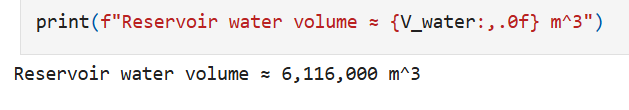 print(f"Reservoir water volume ≈ {V_water:,.0f} m^3")
Reservoir water volume ≈ 6,116,000 m^3